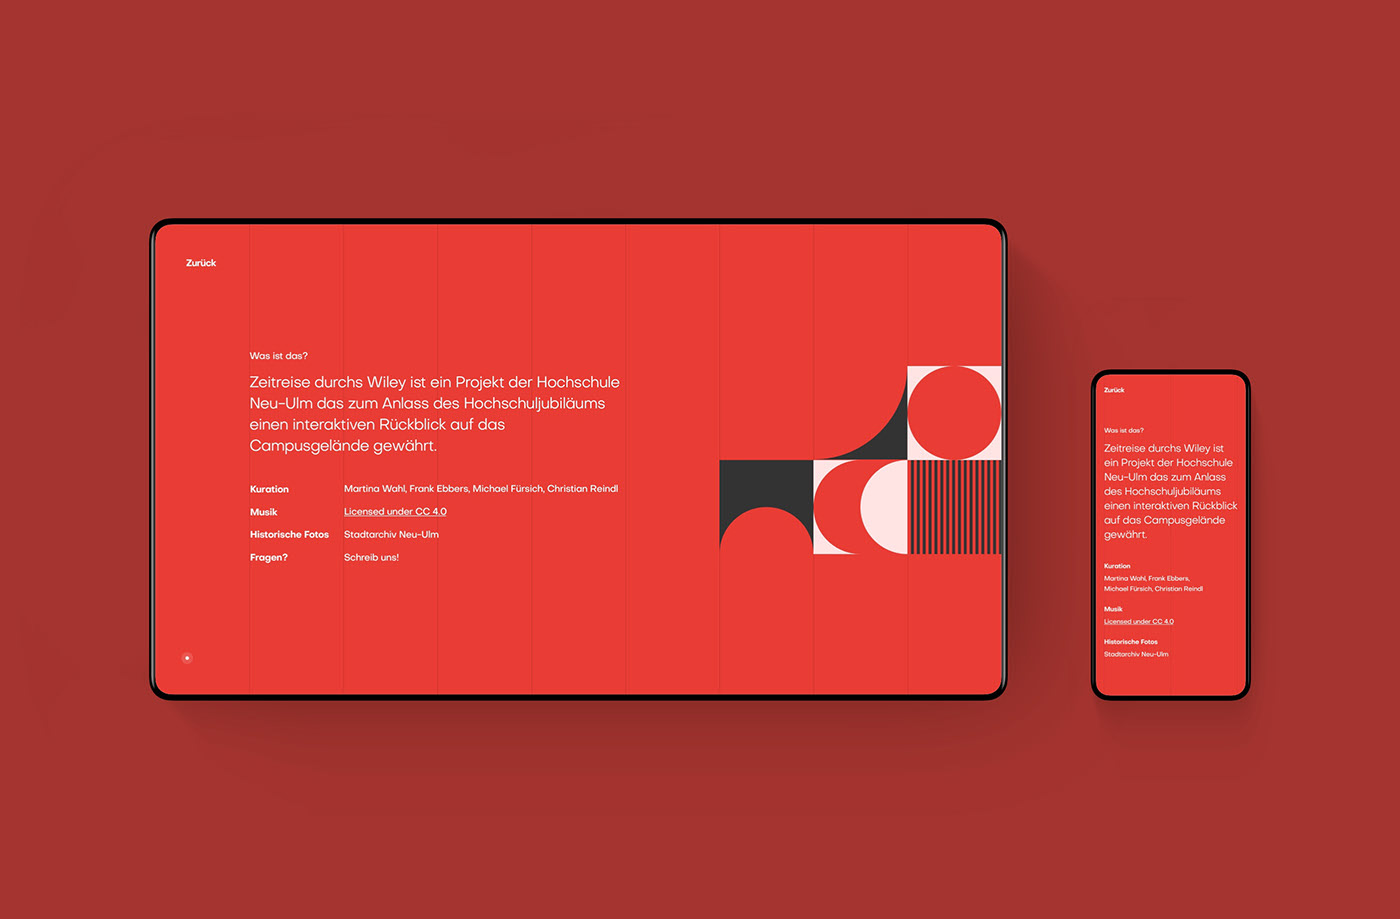 Zurück
Was ist das?
Zeitreise durchs Wiley ist ein Projekt der Hochschule
Neu-Ulm das zum Anlass des Hochschuljubiläums
einen interaktiven Rückblick auf das
Campusgelände gewährt.
Kuration Martina Wahl, Frank Ebbers, Michael Fürsich, Christian Reindl
Musik Licensed under CC 4.0
Historische Fotos Stadtarchiv Neu-Ulm
Fragen? Schreib uns!
Zurück
Was ist das?
Zeitreise durchs Wiley ist
ein Projekt der Hochschule
Neu-Ulm das zum Anlass
des Hochschuljubiläums
einen interaktiven Rückblick
auf das Campusgelände
gewährt.
Kuration
Martina Wahl, Frank Ebbers,
Michael Fürsich, Christian Reindl
Musik
Licensed under CC 4.0
Historische Fotos
Stadtarchiv Neu-Ulm